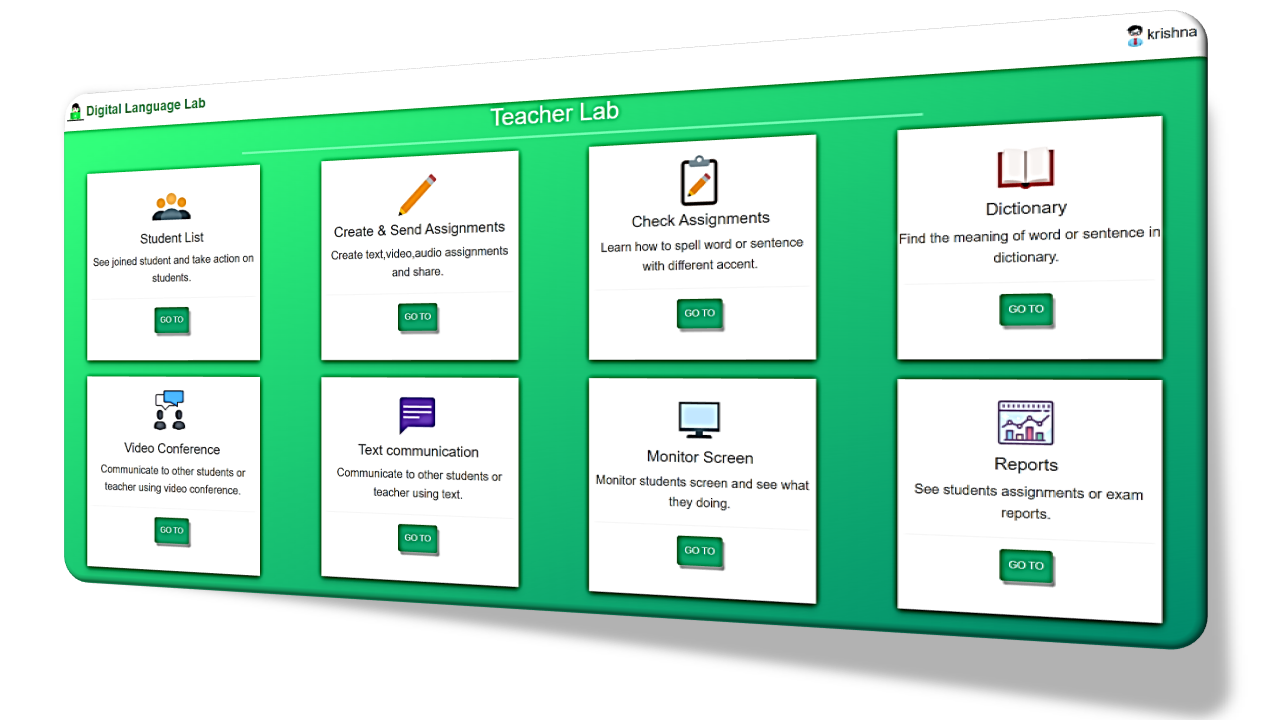 krishna
Digital Language Lab
Teacher Lab
Student List
See joined student and take action on
students.
GO TO
Create & Send Assignments
Create text,video,audio assignments
and share.
GO TO
Check Assignments
Learn how to spell word or sentence
with different accent.
GO TO
Dictionary
Find the meaning of word or sentence in
dictionary.
GO TO
Video Conference
Communicate to other students or
teacher using video conference.
GO TO
Text communication
Communicate to other students or
teacher using text.
GO TO
Monitor Screen
Monitor students screen and see what
they doing.
GO TO
Reports
See students assignments or exam
reports.
GO TO